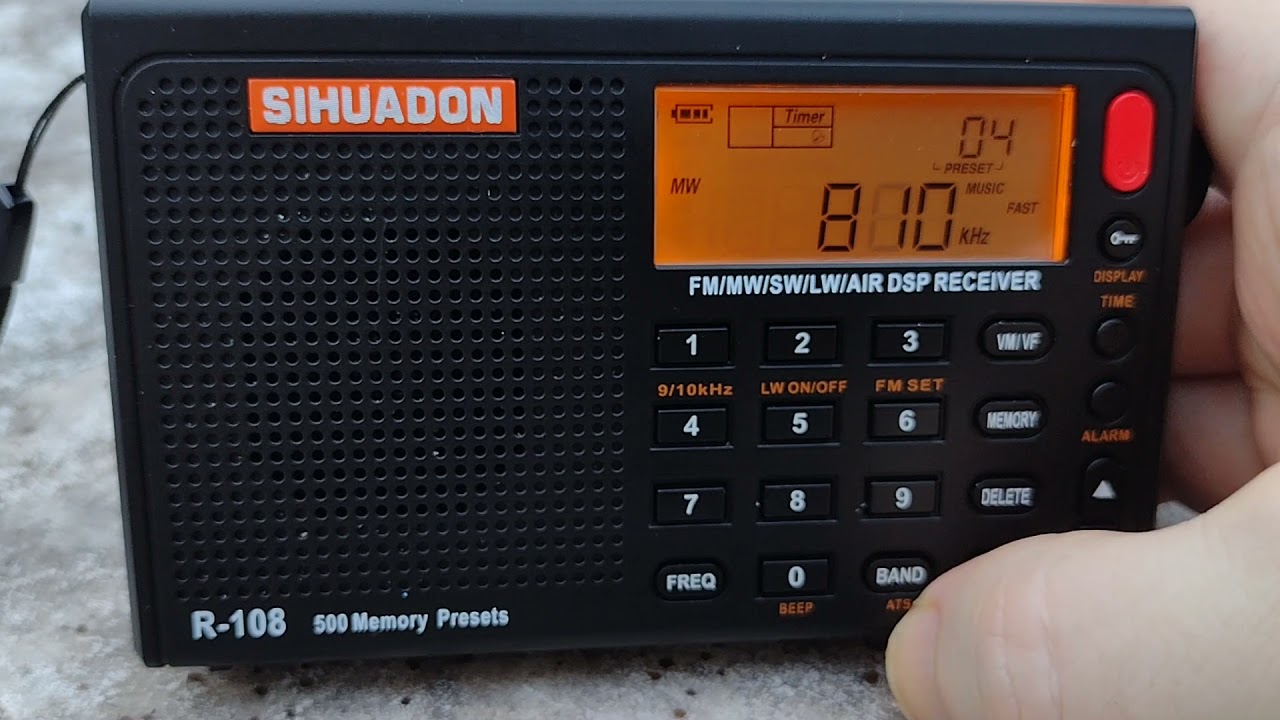 SIHUADON
Timer
04
PRESET
MW
810 kHz
MUSIC
FAST
FM/MW/SW/LW/AIR DSP RECEIVER
DISPLAY
TIME
1 2 3 VM/VF
9/10kHz LW ON/OFF FM SET
4 5 6 MEMORY
ALARM
7 8 9 DELETE
FREQ 0 BAND
BEEP ATS
R-108 500 Memory Presets